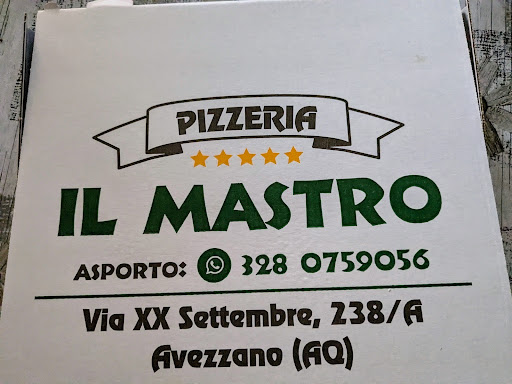 PIZZERIA
IL MASTRO
ASPORTO: 328 0759056
Via XX Settembre, 238/A
Avezzano (AQ)